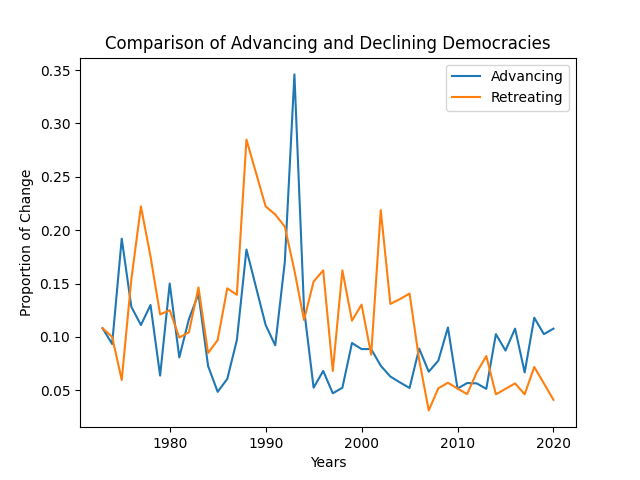 Comparison of Advancing and Declining Democracies
Advancing
Retreating
0.35
0.30
0.25
0.20
0.15
0.10
0.05
Proportion of Change
1980 1990 2000 2010 2020
Years